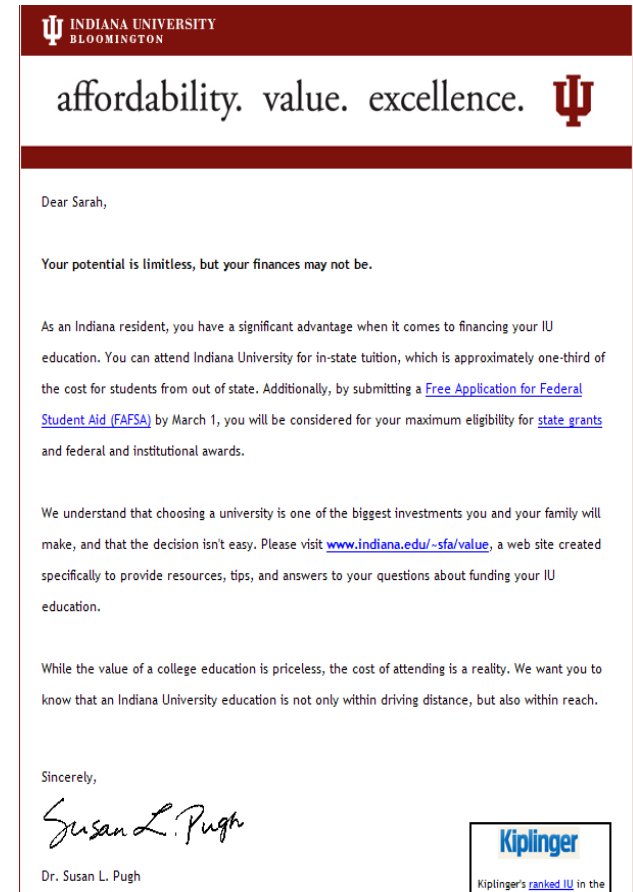 INDIANA UNIVERSITY
BLOOMINGTON
affordability. value. excellence.
Dear Sarah,
Your potential is limitless, but your finances may not be.
As an Indiana resident, you have a significant advantage when it comes to financing your IU
education. You can attend Indiana University for in-state tuition, which is approximately one-third of
the cost for students from out of state. Additionally, by submitting a Free Application for Federal
Student Aid (FAFSA) by March 1, you will be considered for your maximum eligibility for state grants
and federal and institutional awards.
We understand that choosing a university is one of the biggest investments you and your family will
make, and that the decision isn't easy. Please visit www.indiana.edu/~sfa/value, a web site created
specifically to provide resources, tips, and answers to your questions about funding your IU
education.
While the value of a college education is priceless, the cost of attending is a reality. We want you to
know that an Indiana University education is not only within driving distance, but also within reach.
Sincerely,
Susan L. Pugh
Dr. Susan L. Pugh
Kiplinger
Kiplinger's ranked IU in the